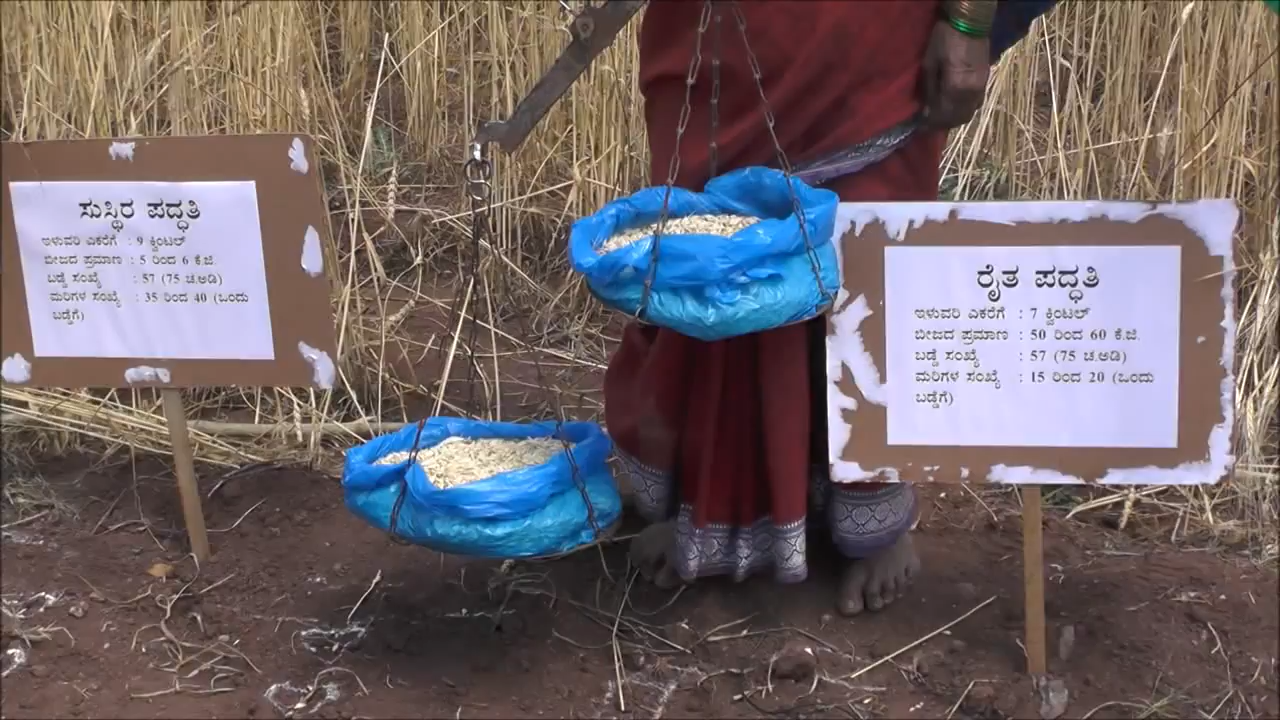 ಸುಸ್ಥಿರ ಪದ್ಧತಿ
ಇಳುವರಿ ಎಕರೆಗೆ : 9 ಕ್ವಿಂಟಲ್
ಬೀಜದ ಪ್ರಮಾಣ : 5 ರಿಂದ 6 ಕೆ.ಜಿ
ಬಡ್ಡೆ ಸಂಖ್ಯೆ : 57 (75 ಚ.ಅಡಿ)
ಮರಿಗಳ ಸಂಖ್ಯೆ : 35 ರಿಂದ 40 (ಒಂದು
ಬಡ್ಡೆಗೆ)
ರೈತ ಪದ್ಧತಿ
ಇಳುವರಿ ಎಕರೆಗೆ : 7 ಕ್ವಿಂಟಲ್
ಬೀಜದ ಪ್ರಮಾಣ : 50 ರಿಂದ 60 ಕೆ.ಜಿ.
ಬಡ್ಡೆ ಸಂಖ್ಯೆ : 57 (75 ಚ.ಅಡಿ)
ಮರಿಗಳ ಸಂಖ್ಯೆ : 15 ರಿಂದ 20 (ಒಂದು
ಬಡ್ಡೆಗೆ)